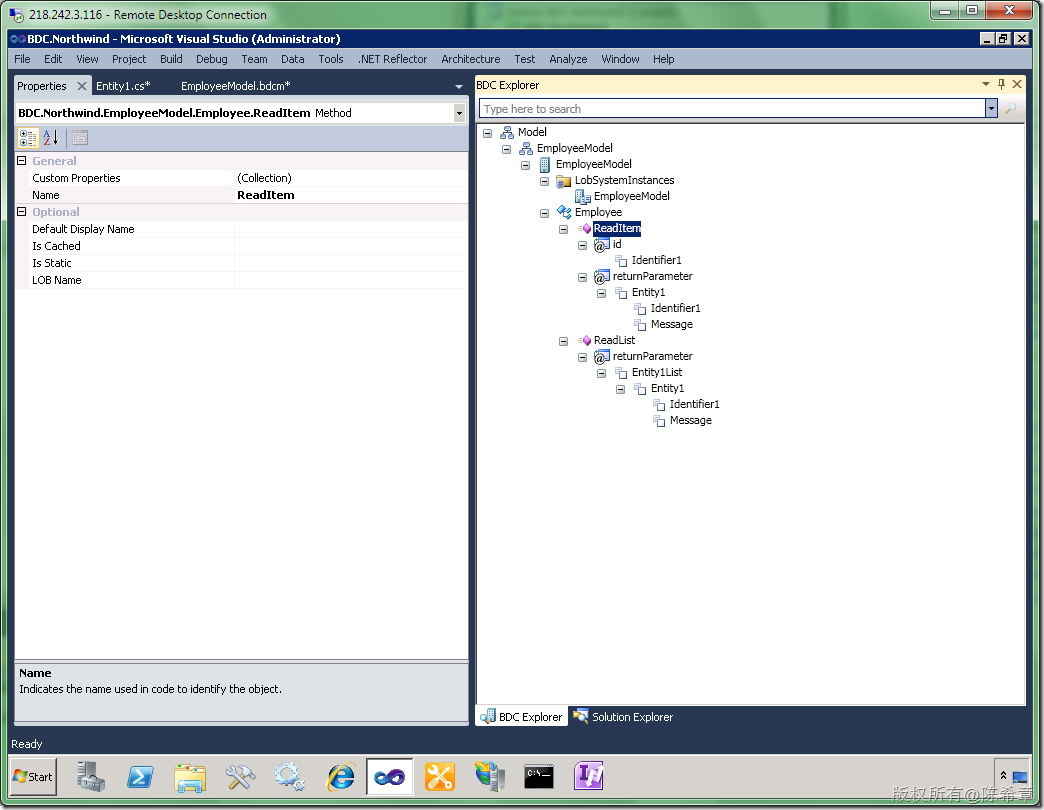 218.242.3.116 - Remote Desktop Connection
BDC.Northwind - Microsoft Visual Studio (Administrator)
File Edit View Project Build Debug Team Data Tools .NET Reflector Architecture Test Analyze Window Help
Properties Entity1.cs* EmployeeModel.bdcm*
BDC.Northwind.EmployeeModel.Employee.ReadItem Method
General
Custom Properties (Collection)
Name ReadItem
Optional
Default Display Name
Is Cached
Is Static
LOB Name
Name
Indicates the name used in code to identify the object.
BDC Explorer
Type here to search
Model
EmployeeModel
EmployeeModel
LobSystemInstances
EmployeeModel
Employee
ReadItem
id
Identifier1
returnParameter
Entity1
Identifier1
Message
ReadList
returnParameter
Entity1List
Entity1
Identifier1
Message
BDC Explorer Solution Explorer
Ready
Start
C:\_
版权所有@陈希章